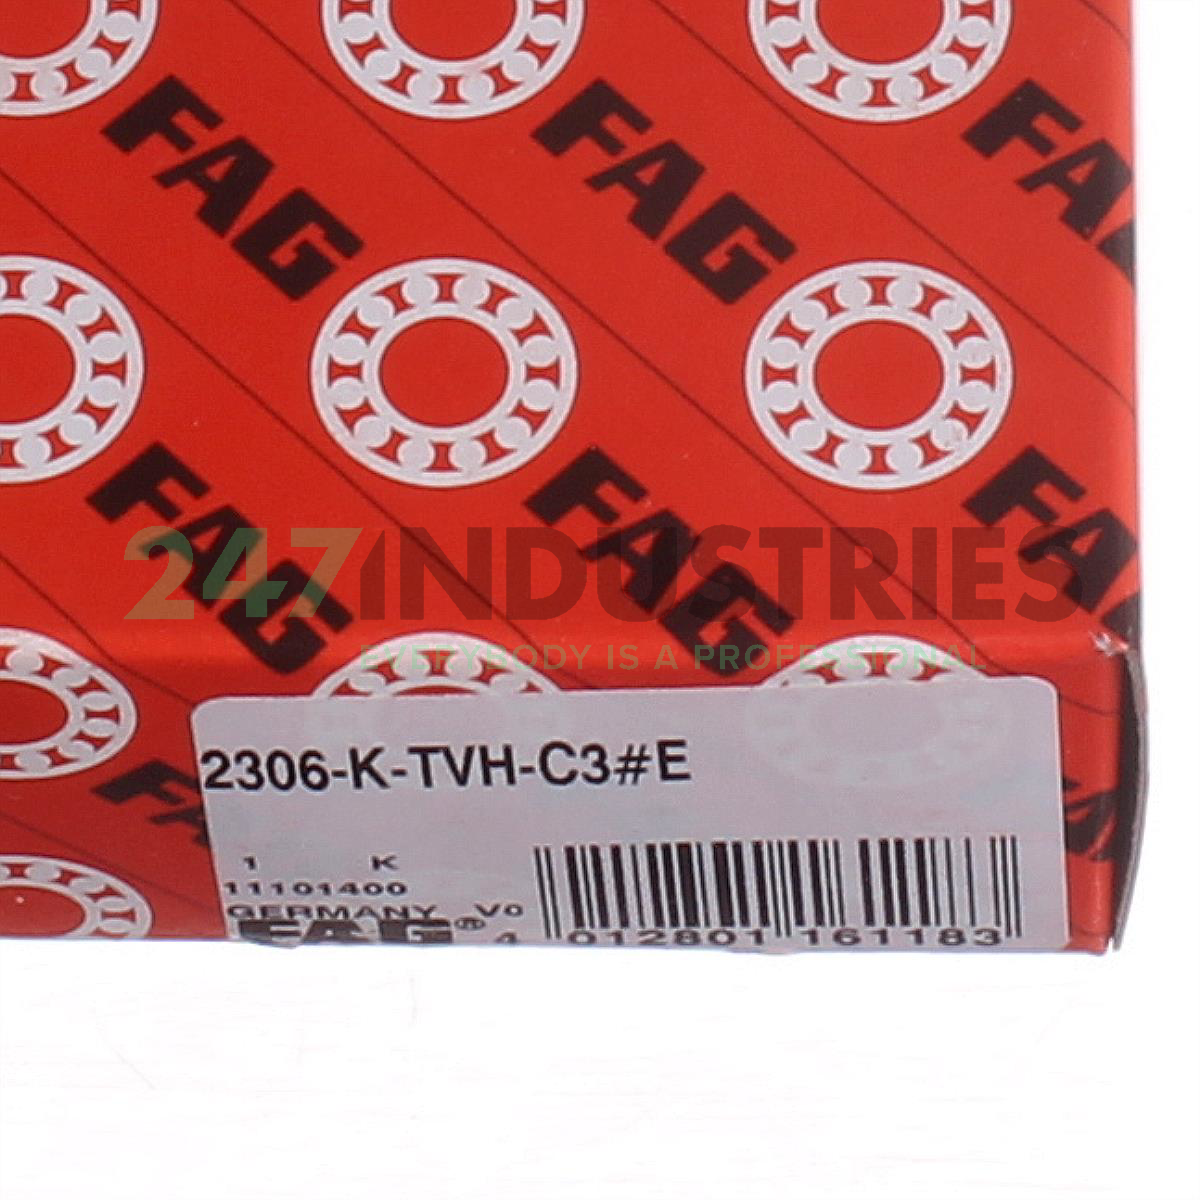 FAG FAG FAG
FAG FAG FAG
247INDUSTRIES
EVERYBODY IS A PROFESSIONAL
2306-K-TVH-C3#E
1 K
11101400
GERMANY V0
FAG®
4 012801 161183